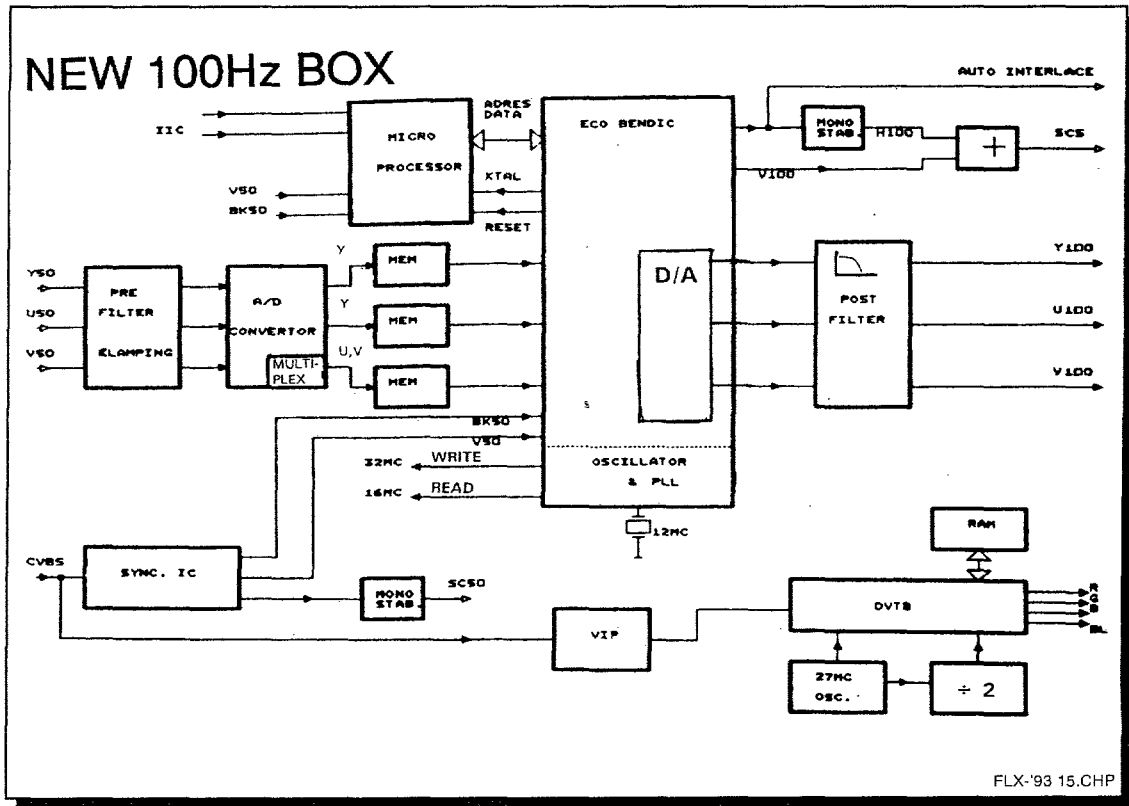 NEW 100Hz BOX
AUTO INTERLACE
IIC
MICRO
PROCESSOR
ADRES
DATA
ECO BENDIC
MONO
STAB.
H100
+
SCS
V100
V50
BK50
XTAL
RESET
Y50
U50
V50
PRE
FILTER
CLAMPING
A/D
CONVERTOR
MULTI-
PLEX
Y
Y
U,V
MEM
MEM
MEM
D/A
POST
FILTER
Y100
U100
V100
BK50
V50
32MC
WRITE
16MC
READ
OSCILLATOR
& PLL
12MC
CVBS
SYNC. IC
MONO
STAB.
SC50
VIP
RAM
DVTB
R
G
B
BL
27MC
OSC.
÷ 2
FLX-'93 15.CHP